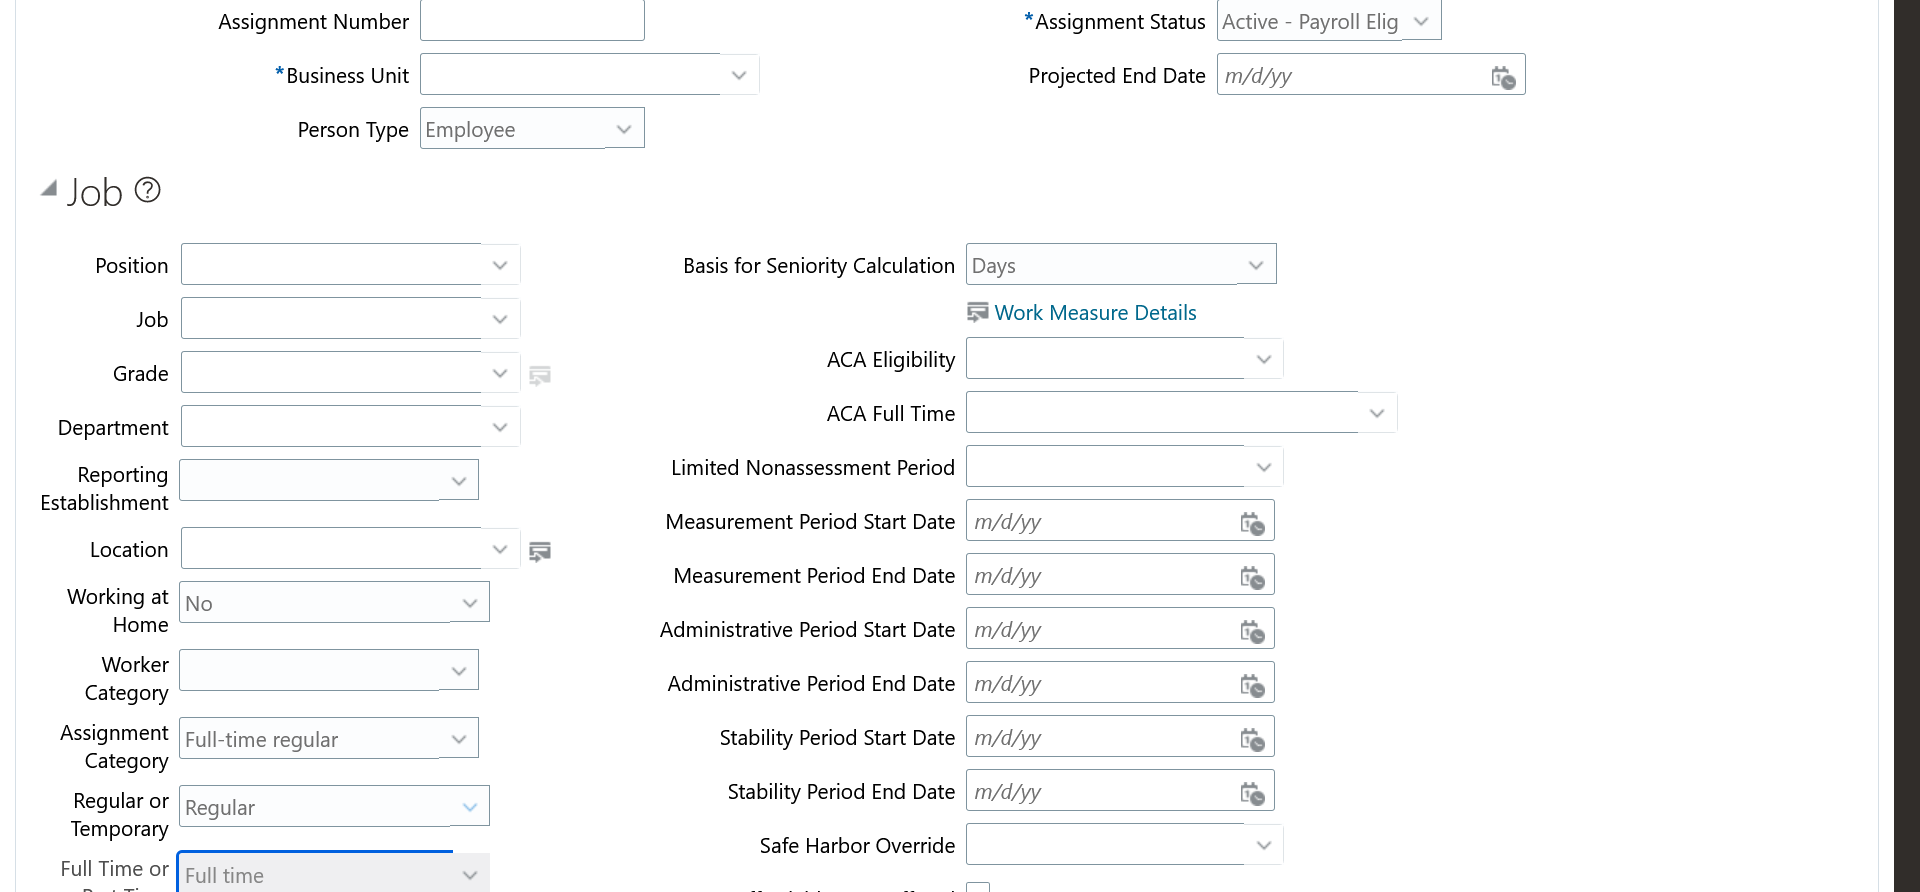 Assignment Number
*Assignment Status Active - Payroll Elig
*Business Unit
Projected End Date m/d/yy
Person Type Employee
Job
Position
Basis for Seniority Calculation Days
Job
Work Measure Details
Grade
ACA Eligibility
Department
ACA Full Time
Reporting
Establishment
Limited Nonassessment Period
Measurement Period Start Date m/d/yy
Location
Measurement Period End Date m/d/yy
Working at
Home
No
Administrative Period Start Date m/d/yy
Worker
Category
Administrative Period End Date m/d/yy
Assignment
Category
Full-time regular
Stability Period Start Date m/d/yy
Regular or
Temporary
Regular
Stability Period End Date m/d/yy
Safe Harbor Override
Full Time or
Full time